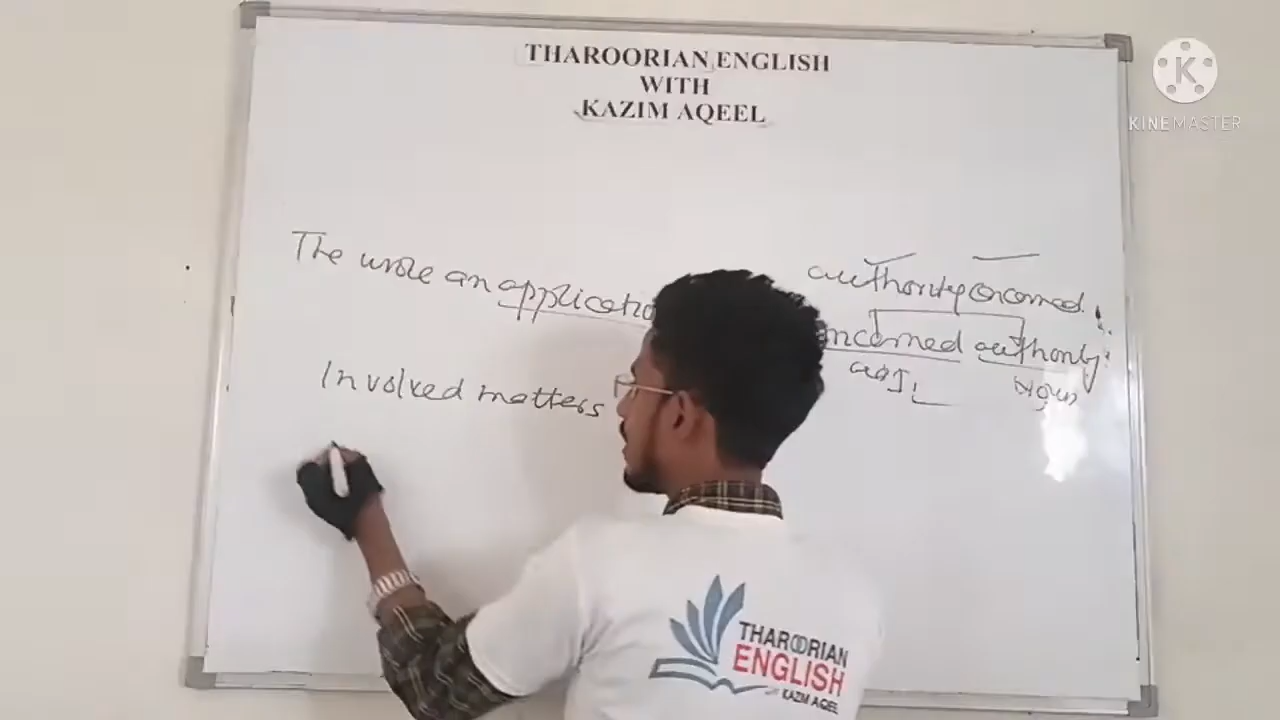 THAROORIAN ENGLISH
WITH
KAZIM AQEEL
KINEMASTER
The wrote an applicatio
authority concerned.
ncerned authority.
adj.
Noun
Involved matters
THAROORIAN
ENGLISH
KAZIM AQEEL